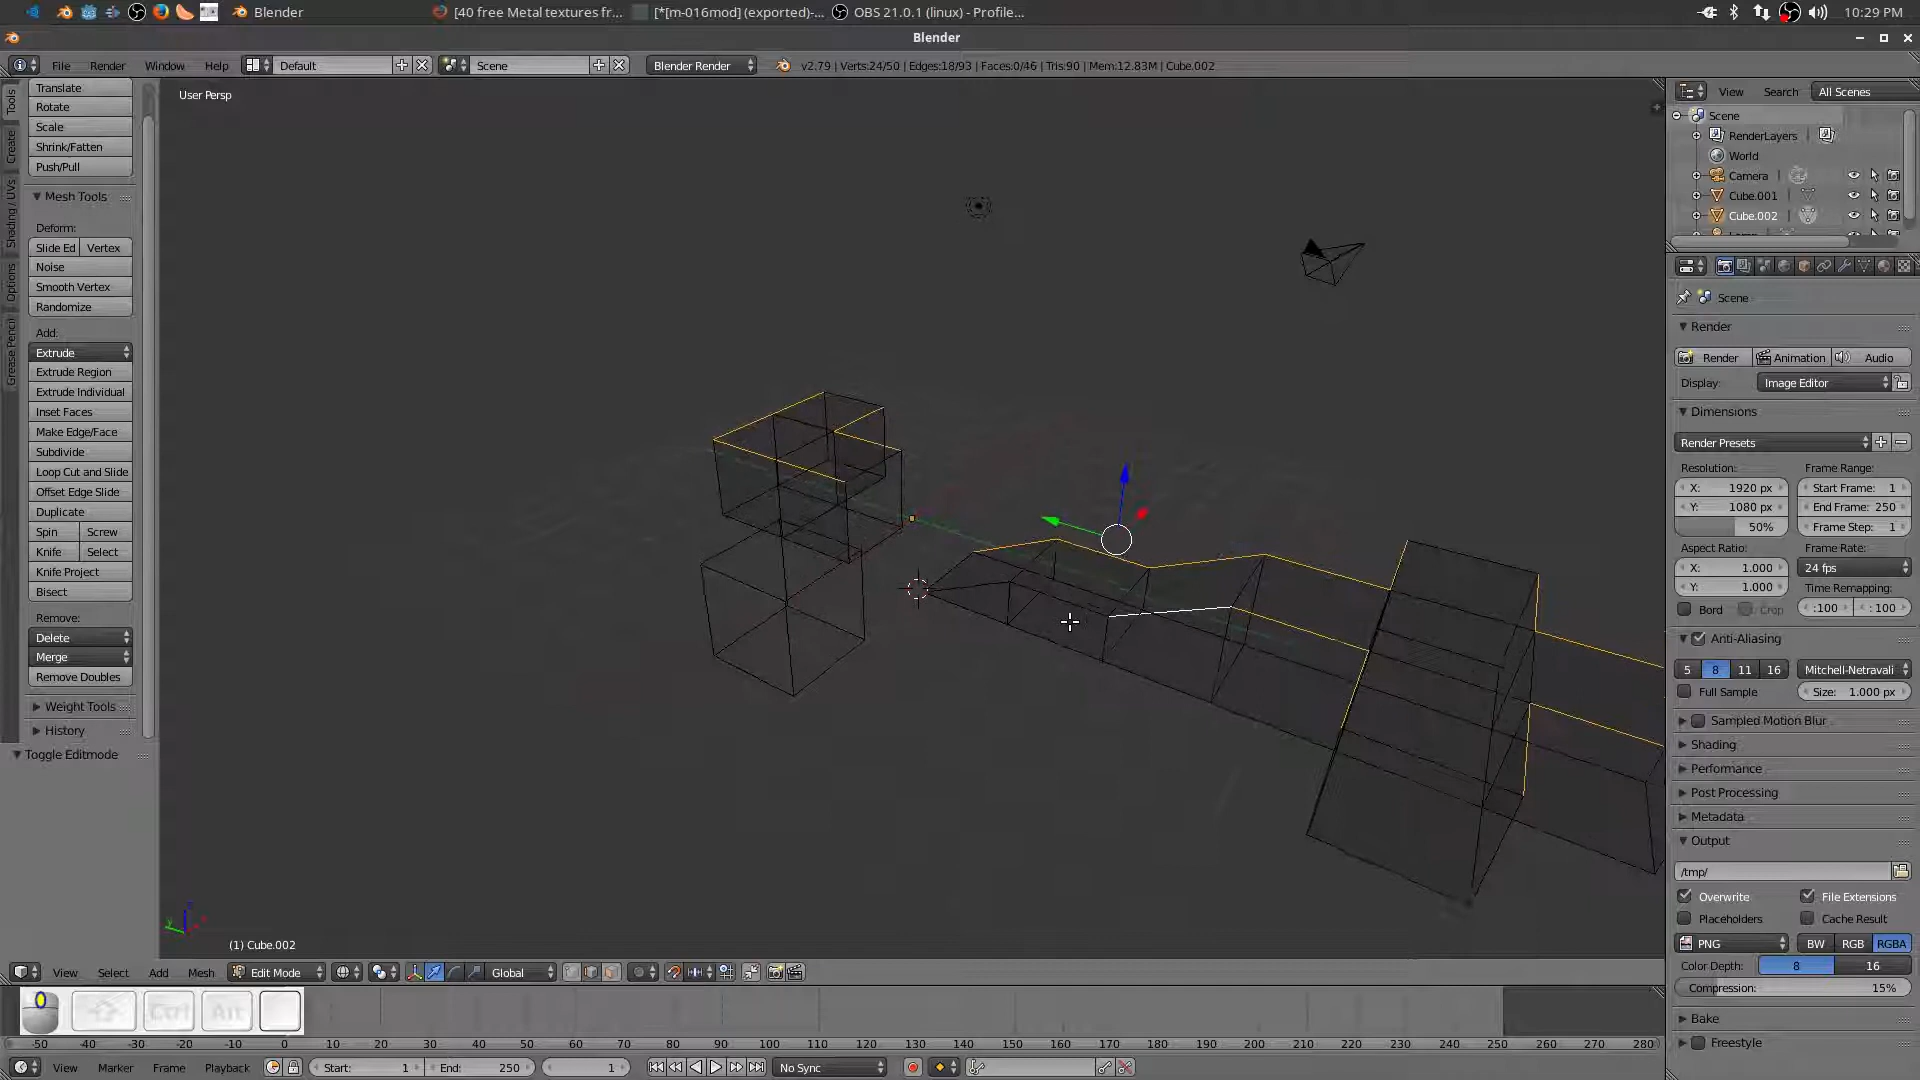 Blender
[40 free Metal textures fr...
[*[m-016mod] (exported)-...
OBS 21.0.1 (linux) - Profile...
10:29 PM
Blender
File Render Window Help
Default
Scene
Blender Render
v2.79 | Verts:24/50 | Edges:18/93 | Faces:0/46 | Tris:90 | Mem:12.83M | Cube.002
Tools
Create
Shading / UVs
Options
Grease Pencil
Translate
Rotate
Scale
Shrink/Fatten
Push/Pull
Mesh Tools
Deform:
Slide Ed Vertex
Noise
Smooth Vertex
Randomize
Add:
Extrude
Extrude Region
Extrude Individual
Inset Faces
Make Edge/Face
Subdivide
Loop Cut and Slide
Offset Edge Slide
Duplicate
Spin Screw
Knife Select
Knife Project
Bisect
Remove:
Delete
Merge
Remove Doubles
Weight Tools
History
Toggle Editmode
User Persp
(1) Cube.002
View Search All Scenes
Scene
RenderLayers
World
Camera
Cube.001
Cube.002
Scene
Render
Render Animation Audio
Display: Image Editor
Dimensions
Render Presets
Resolution: Frame Range:
X: 1920 px Start Frame: 1
Y: 1080 px End Frame: 250
50% Frame Step: 1
Aspect Ratio: Frame Rate:
X: 1.000 24 fps
Y: 1.000 Time Remapping:
Bord Crop :100 : 100
Anti-Aliasing
5 8 11 16 Mitchell-Netravali
Full Sample Size: 1.000 px
Sampled Motion Blur
Shading
Performance
Post Processing
Metadata
Output
/tmp/
Overwrite File Extensions
Placeholders Cache Result
PNG BW RGB RGBA
Color Depth: 8 16
Compression: 15%
Bake
Freestyle
View Select Add Mesh Edit Mode Global
Ctrl Alt
-50 -40 -30 -20 -10 0 10 20 30 40 50 60 70 80 90 100 110 120 130 140 150 160 170 180 190 200 210 220 230 240 250 260 270 280
View Marker Frame Playback Start: 1 End: 250 1 No Sync